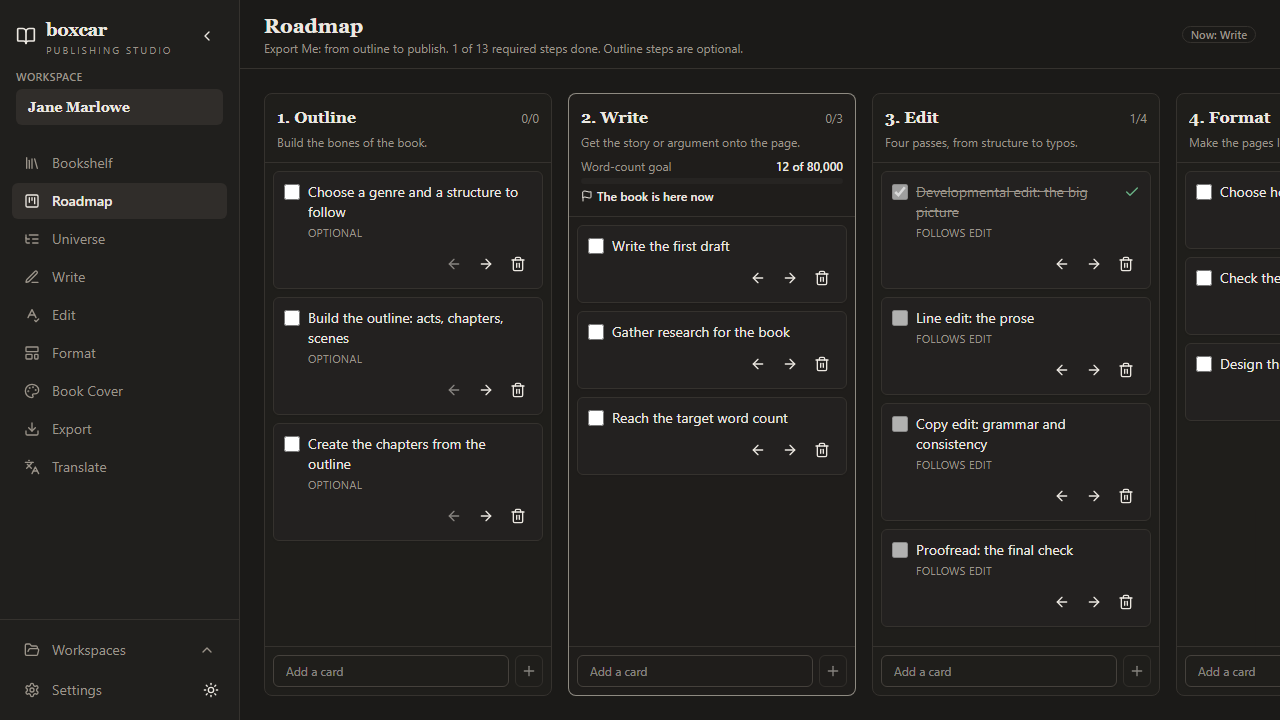 boxcar
PUBLISHING STUDIO
WORKSPACE
Jane Marlowe
Bookshelf
Roadmap
Universe
Write
Edit
Format
Book Cover
Export
Translate
Workspaces
Settings
Roadmap
Export Me: from outline to publish. 1 of 13 required steps done. Outline steps are optional.
Now: Write
1. Outline
0/0
Build the bones of the book.
Choose a genre and a structure to
follow
OPTIONAL
Build the outline: acts, chapters,
scenes
OPTIONAL
Create the chapters from the
outline
OPTIONAL
Add a card
2. Write
0/3
Get the story or argument onto the page.
Word-count goal
12 of 80,000
The book is here now
Write the first draft
Gather research for the book
Reach the target word count
Add a card
3. Edit
1/4
Four passes, from structure to typos.
Developmental edit: the big
picture
FOLLOWS EDIT
Line edit: the prose
FOLLOWS EDIT
Copy edit: grammar and
consistency
FOLLOWS EDIT
Proofread: the final check
FOLLOWS EDIT
Add a card
4. Format
Make the pages
Choose
Check the
Design
Add a card